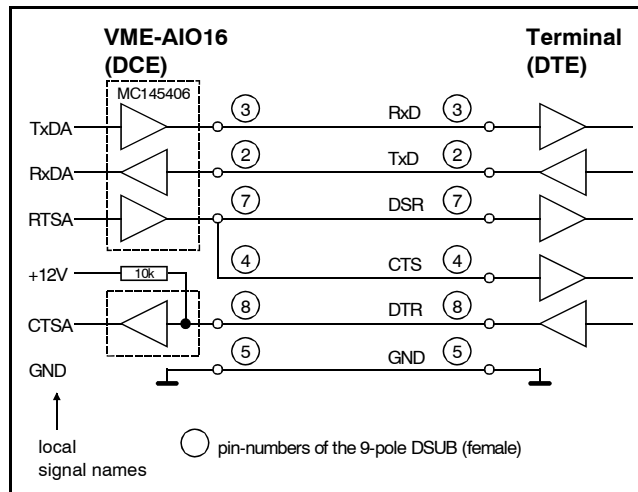 VME-AIO16 Terminal
(DCE) (DTE)
MC145406
TxDA 3 RxD 3
RxDA 2 TxD 2
RTSA 7 DSR 7
+12V 10k 4 CTS 4
CTSA 8 DTR 8
GND 5 GND 5
local
signal names
pin-numbers of the 9-pole DSUB (female)